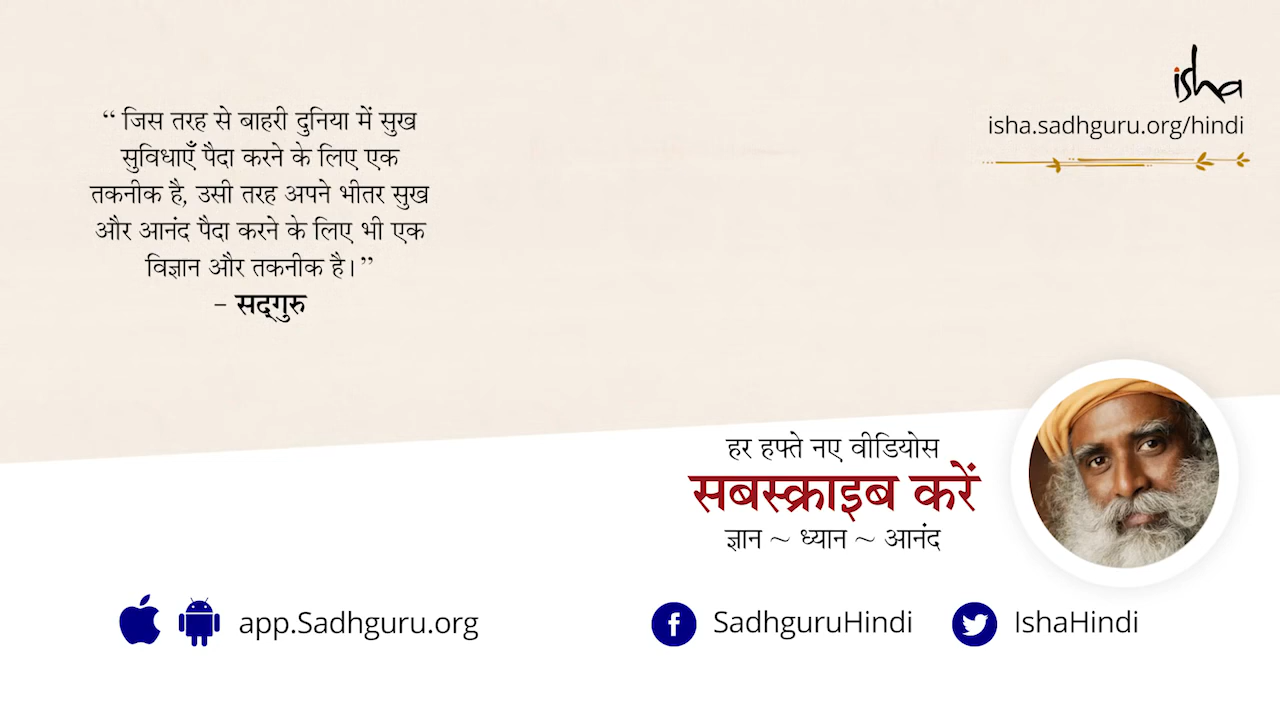 “ जिस तरह से बाहरी दुनिया में सुख
सुविधाएँ पैदा करने के लिए एक
तकनीक है, उसी तरह अपने भीतर सुख
और आनंद पैदा करने के लिए भी एक
विज्ञान और तकनीक है।”
– सद्गुरु
isha
isha.sadhguru.org/hindi
हर हफ्ते नए वीडियोस
सबस्क्राइब करें
ज्ञान ~ ध्यान ~ आनंद
app.Sadhguru.org
SadhguruHindi
IshaHindi